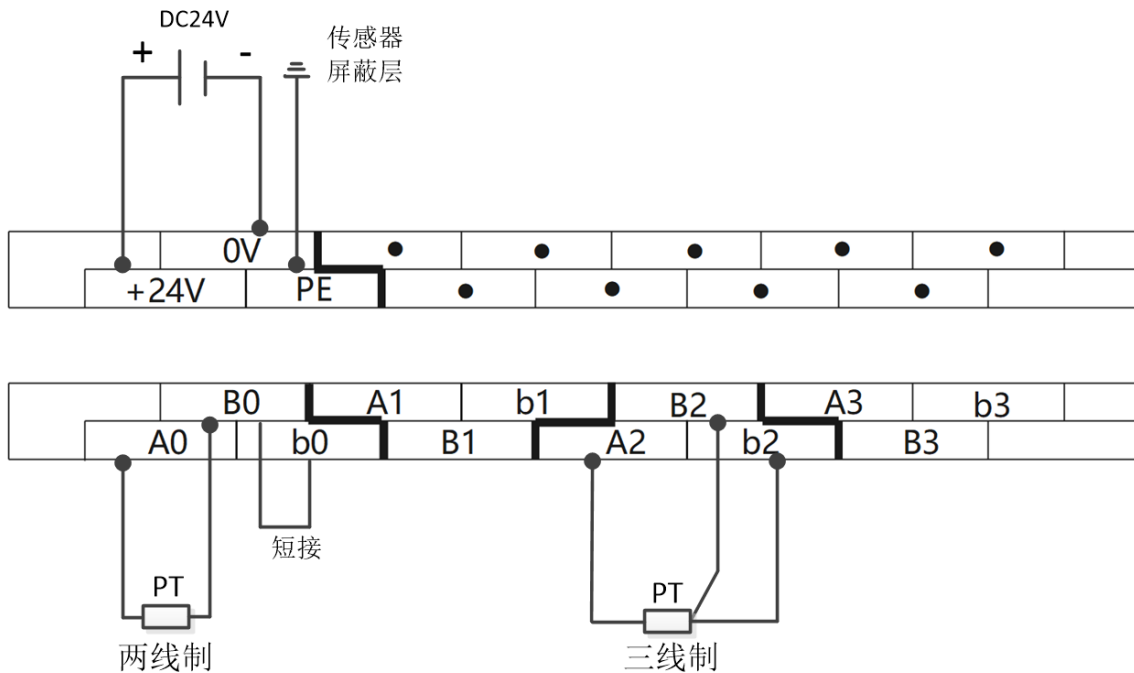 DC24V
+ -
传感器
屏蔽层
0V
+24V PE
B0 A1 b1 B2 A3 b3
A0 b0 B1 A2 b2 B3
短接
PT PT
两线制 三线制